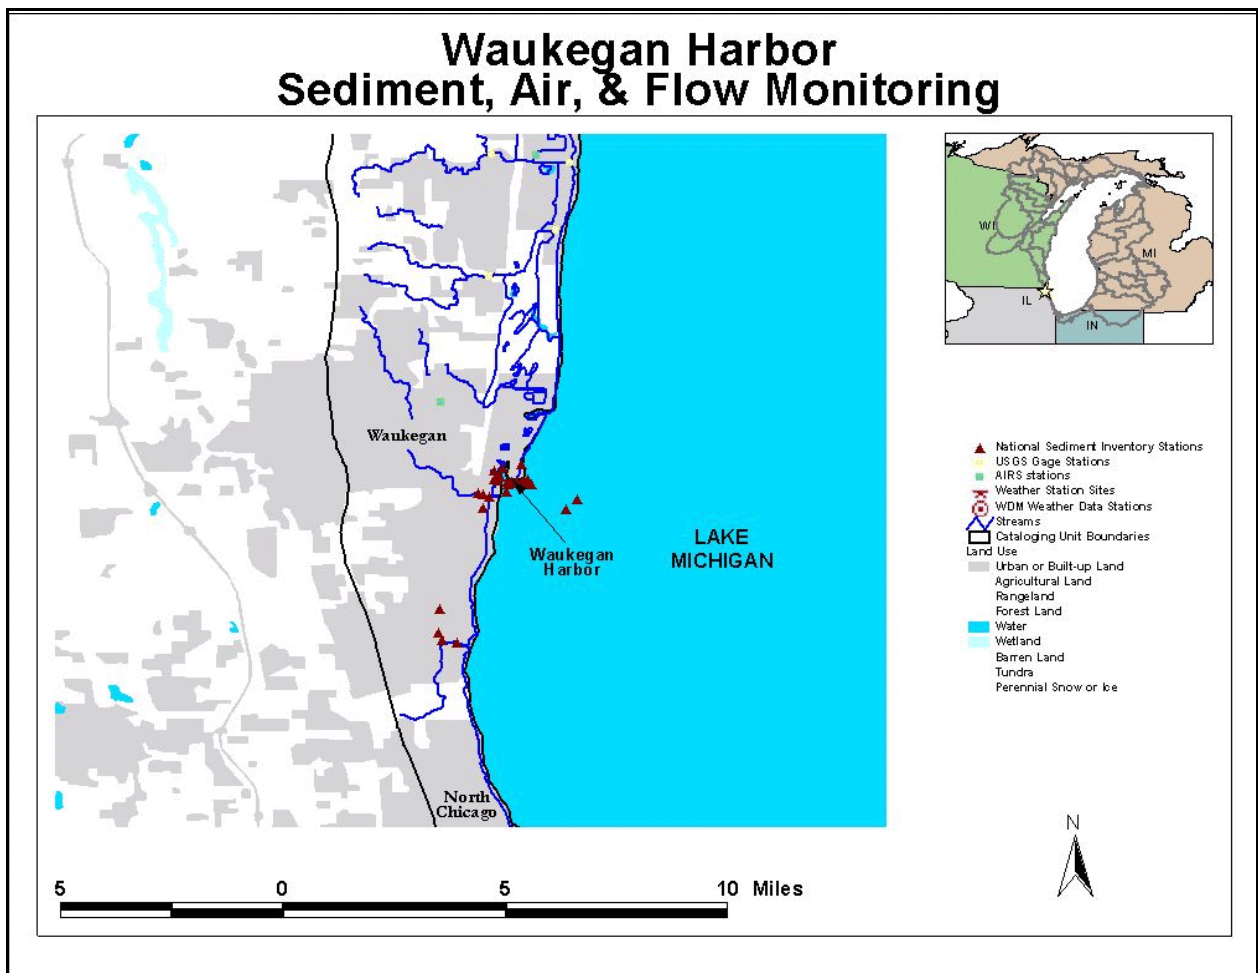 Waukegan Harbor
Sediment, Air, & Flow Monitoring
WI
MI
IL
IN
Waukegan
Waukegan
Harbor
LAKE
MICHIGAN
North
Chicago
National Sediment Inventory Stations
USGS Gage Stations
AIRS stations
Weather Station Sites
WDM Weather Data Stations
Streams
Cataloging Unit Boundaries
Land Use
Urban or Built-up Land
Agricultural Land
Rangeland
Forest Land
Water
Wetland
Barren Land
Tundra
Perennial Snow or Ice
N
5 0 5 10 Miles